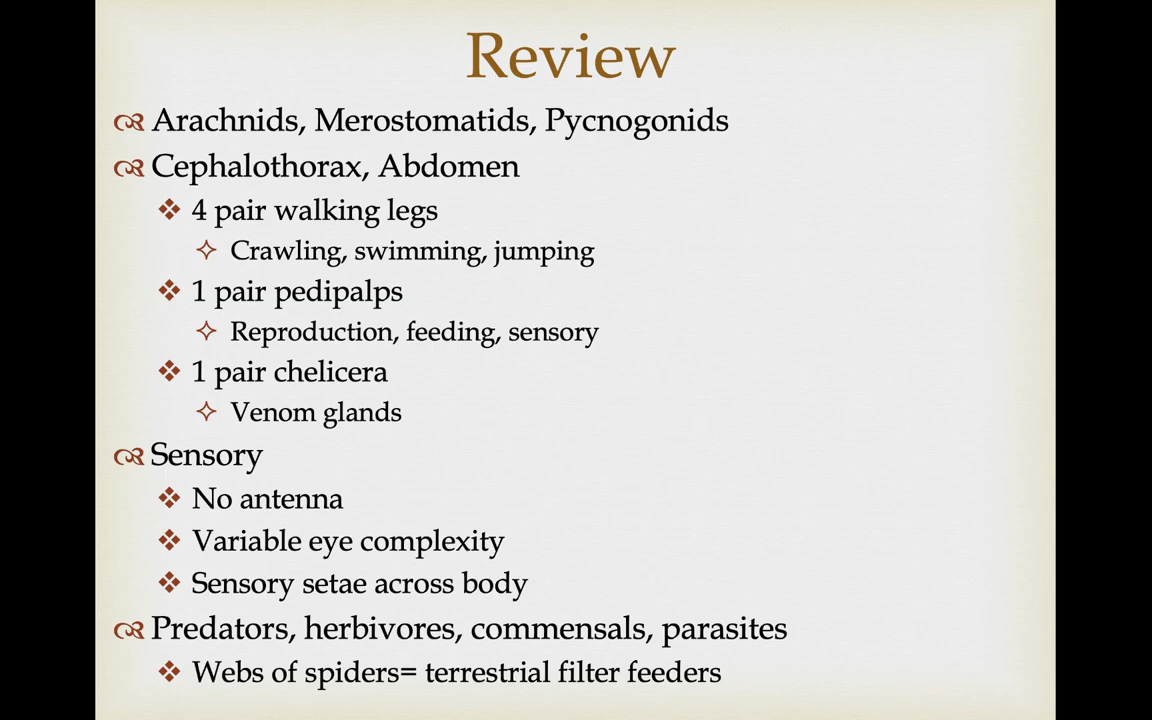 Review
Arachnids, Merostomatids, Pycnogonids
Cephalothorax, Abdomen
4 pair walking legs
Crawling, swimming, jumping
1 pair pedipalps
Reproduction, feeding, sensory
1 pair chelicera
Venom glands
Sensory
No antenna
Variable eye complexity
Sensory setae across body
Predators, herbivores, commensals, parasites
Webs of spiders= terrestrial filter feeders